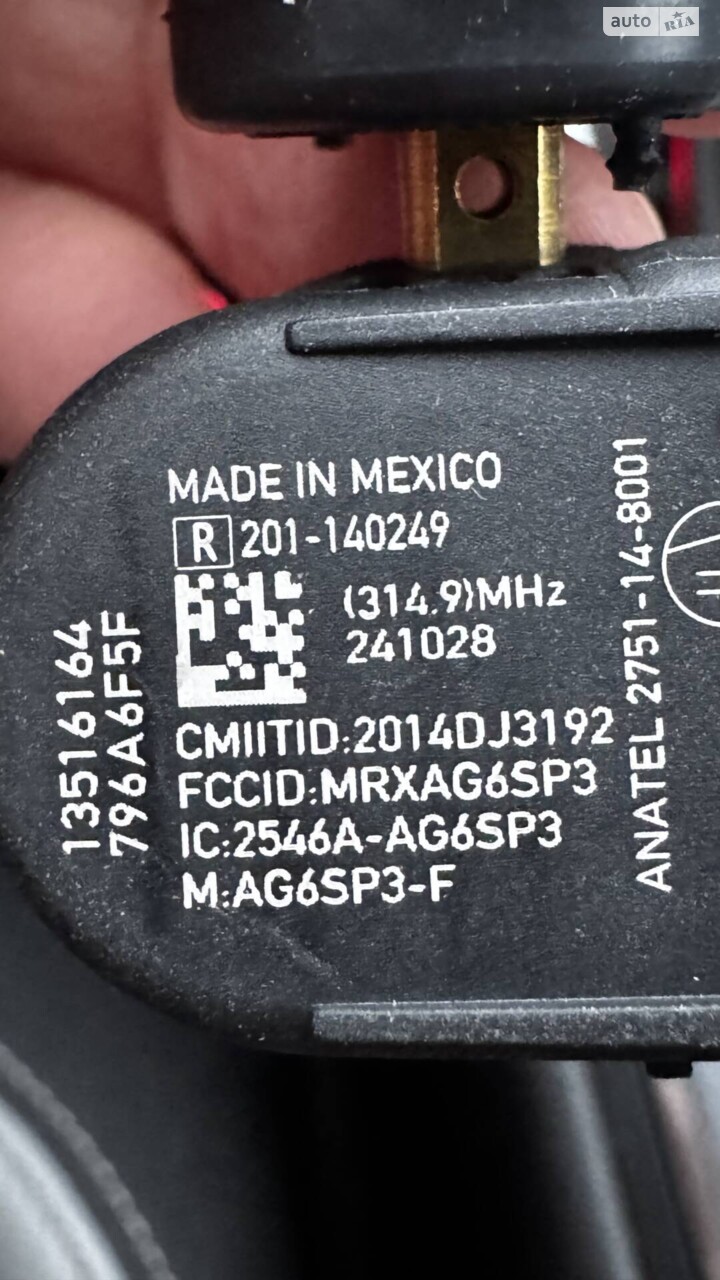 auto RIA
MADE IN MEXICO
R 201-140249
(314.9)MHz
241028
CMIITID:2014DJ3192
FCCID:MRXAG6SP3
IC:2546A-AG6SP3
M:AG6SP3-F
13516164
796A6F5F
ANATEL 2751-14-8001